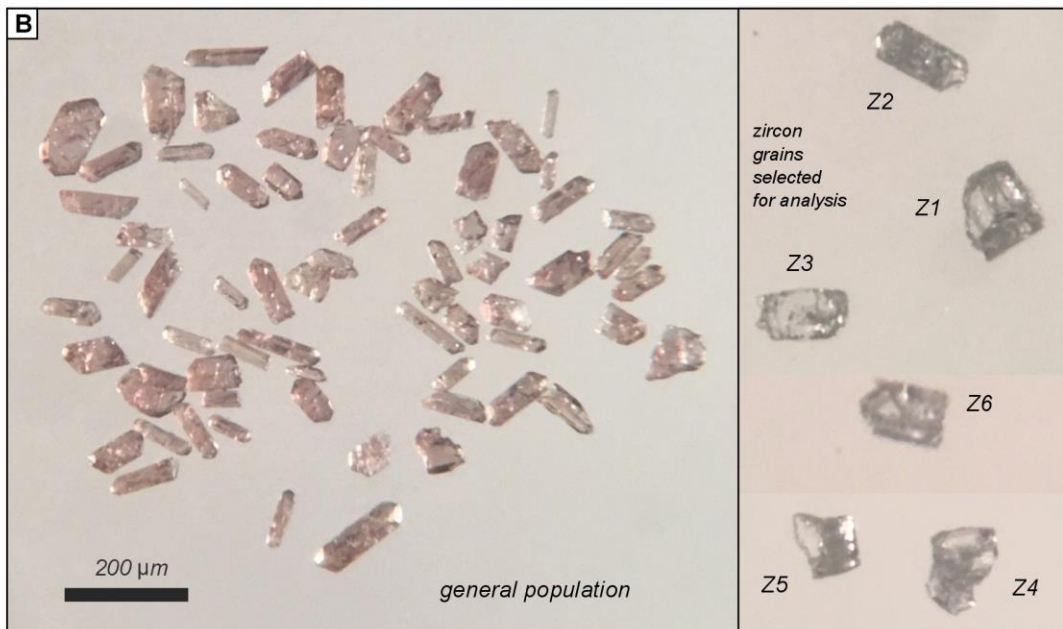 B
200 µm
general population
zircon
grains
selected
for analysis
Z2
Z1
Z3
Z6
Z5
Z4